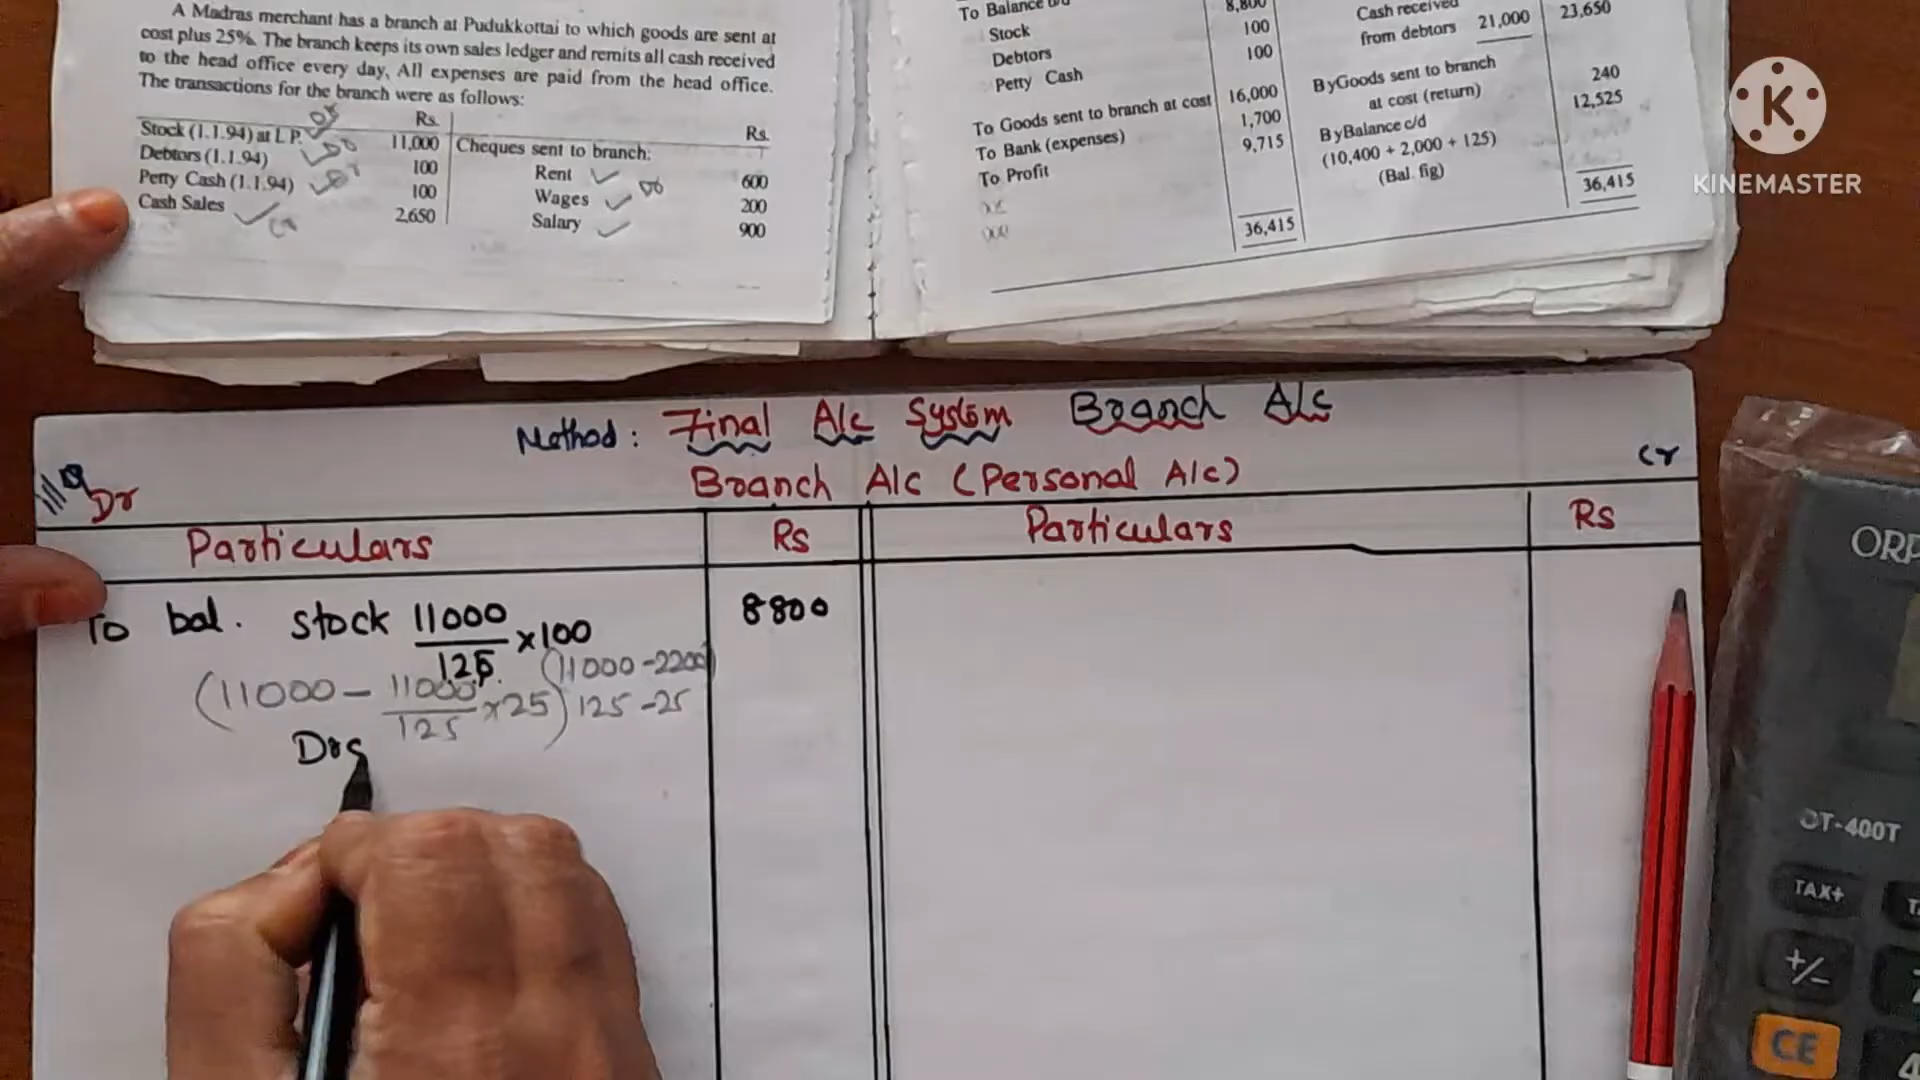 A Madras merchant has a branch at Pudukkottai to which goods are sent at
cost plus 25%. The branch keeps its own sales ledger and remits all cash received
to the head office every day, All expenses are paid from the head office.
The transactions for the branch were as follows:
Rs. Rs.
Stock (1.1.94) at I.P. 11,000 Cheques sent to branch:
Debtors (1.1.94) 100 Rent 600
Petty Cash (1.1.94) 100 Wages 200
Cash Sales 2,650 Salary 900
To Balance b/d
Stock 8,800
Debtors 100
Petty Cash 100
To Goods sent to branch at cost 16,000
To Bank (expenses) 1,700
To Profit 9,715
36,415
Cash received
from debtors 21,000 23,650
By Goods sent to branch
at cost (return) 240
By Balance c/d 12,525
(10,400 + 2,000 + 125)
(Bal. fig)
36,415
K
KINEMASTER
Method: Final A/c System Branch A/c
Branch A/c (Personal A/c)
Dr Cr
Particulars Rs Particulars Rs
To bal. stock 11000/125 x100 8800
(11000 - 11000/125 x 25) (11000-2200)
125 -25
Drs
ORP
OT-400T
TAX+
+/-
CE